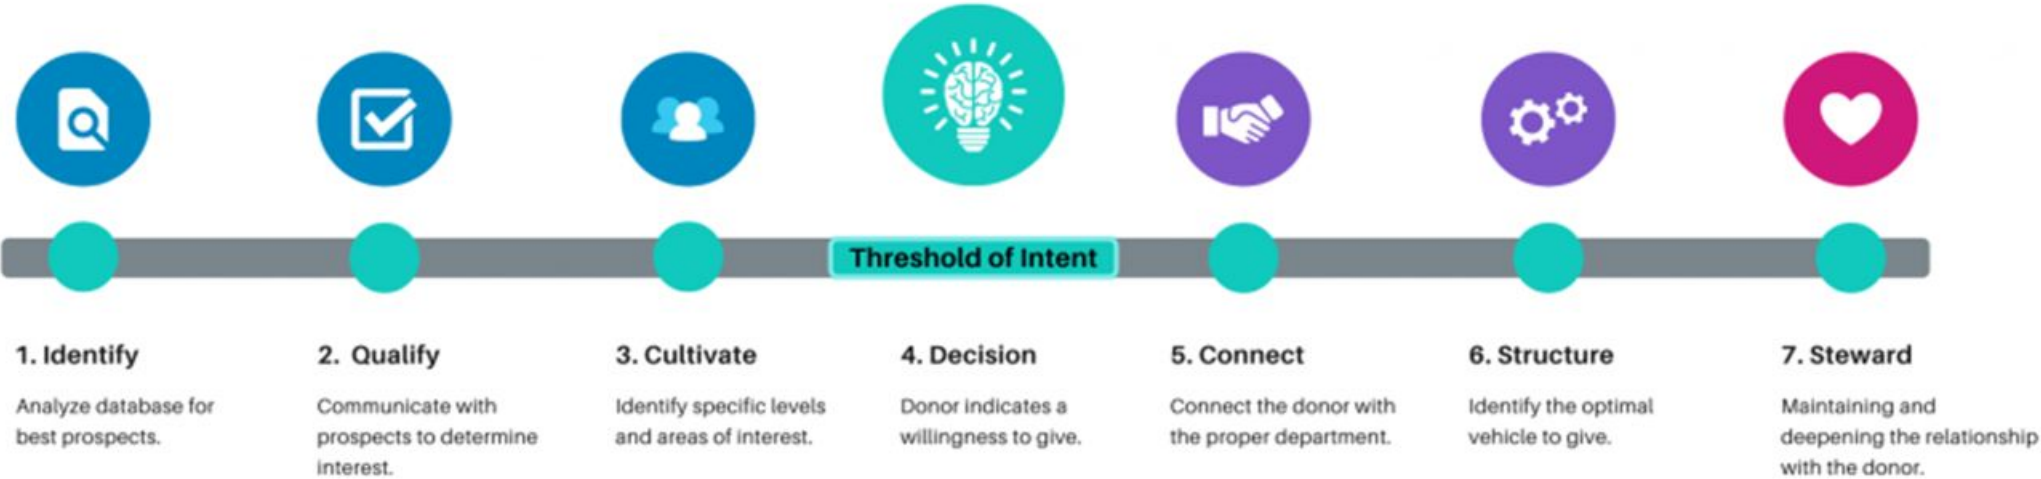 Threshold of Intent
1. Identify
Analyze database for
best prospects.
2. Qualify
Communicate with
prospects to determine
interest.
3. Cultivate
Identify specific levels
and areas of interest.
4. Decision
Donor indicates a
willingness to give.
5. Connect
Connect the donor with
the proper department.
6. Structure
Identify the optimal
vehicle to give.
7. Steward
Maintaining and
deepening the relationship
with the donor.